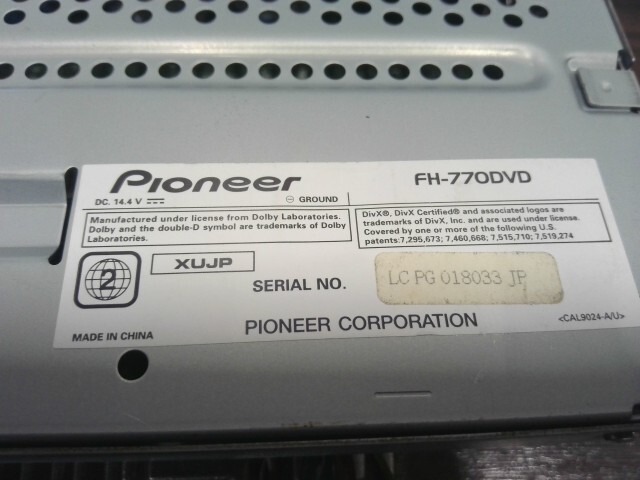 Pioneer
FH-770DVD
DC. 14.4 V
⊖ GROUND
Manufactured under license from Dolby Laboratories.
Dolby and the double-D symbol are trademarks of Dolby
Laboratories.
DivX®, DivX Certified® and associated logos are
trademarks of DivX, Inc. and are used under license.
Covered by one or more of the following U.S.
patents:7,295,673; 7,460,668; 7,515,710; 7,519,274
2
XUJP
SERIAL NO.
LC PG 018033 JP
MADE IN CHINA
PIONEER CORPORATION
<CAL9024-A/U>